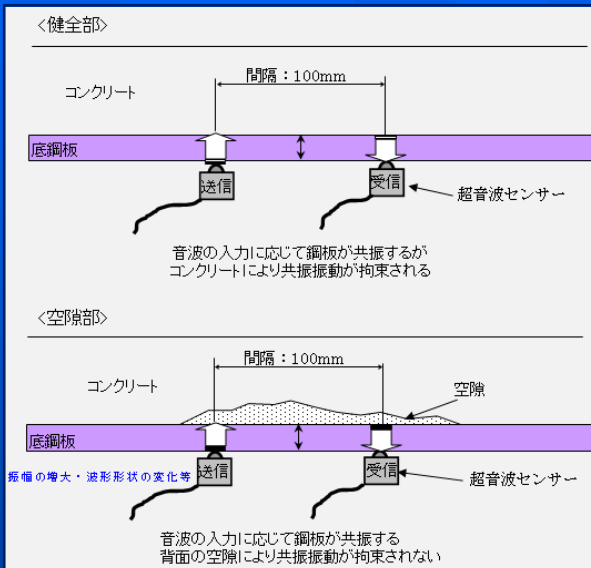 〈健全部〉
間隔：100mm
コンクリート
底鋼板
送信
受信
超音波センサー
音波の入力に応じて鋼板が共振するが
コンクリートにより共振振動が拘束される
〈空隙部〉
間隔：100mm
コンクリート
空隙
底鋼板
振幅の増大・波形形状の変化等
送信
受信
超音波センサー
音波の入力に応じて鋼板が共振する
背面の空隙により共振振動が拘束されない